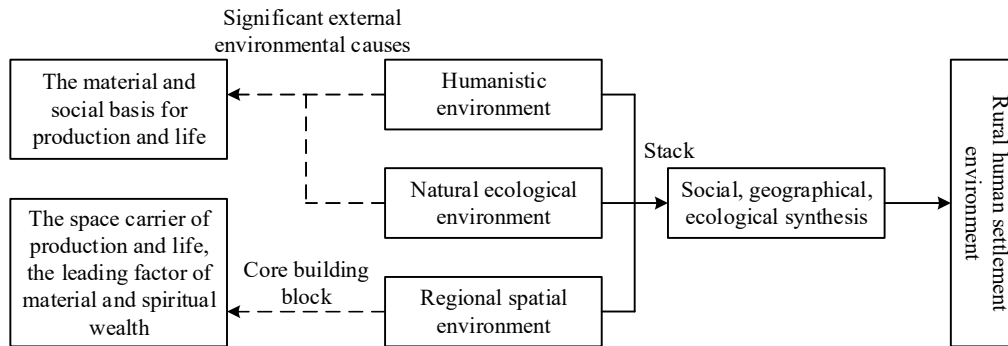 Significant external
environmental causes
The material and
social basis for
production and life
Humanistic
environment
Stack
Natural ecological
environment
Social, geographical,
ecological synthesis
Rural human settlement
environment
The space carrier of
production and life,
the leading factor of
material and spiritual
wealth
Core building
block
Regional spatial
environment